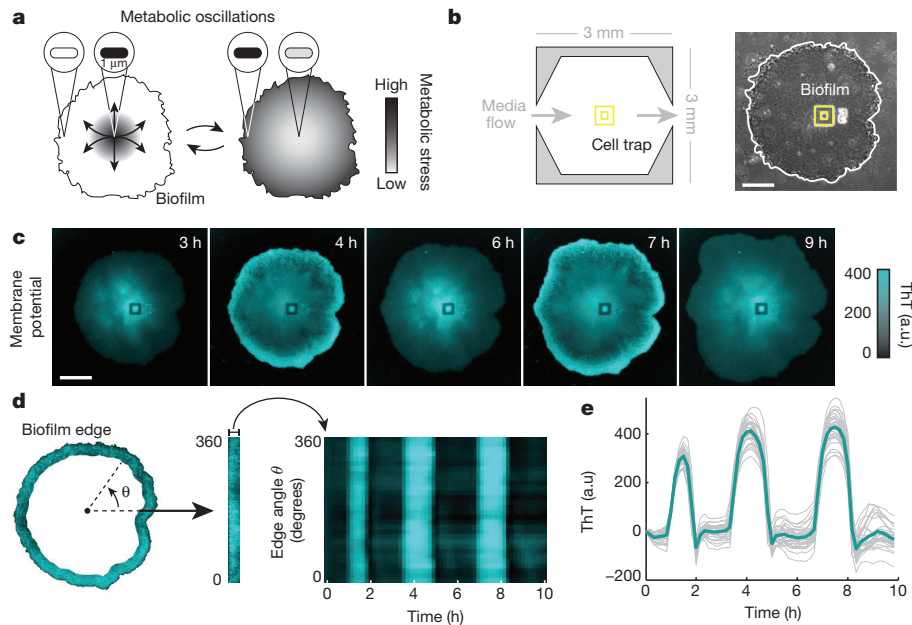 a
Metabolic oscillations
1 μm
Biofilm
High
Low
Metabolic stress
b
3 mm
3 mm
Media
flow
Cell trap
Biofilm
c
Membrane
potential
3 h
4 h
6 h
7 h
9 h
400
200
0
ThT (a.u)
d
Biofilm edge
θ
360
0
Edge angle θ
(degrees)
360
0
0 2 4 6 8 10
Time (h)
e
ThT (a.u)
400
200
0
−200
0 2 4 6 8 10
Time (h)